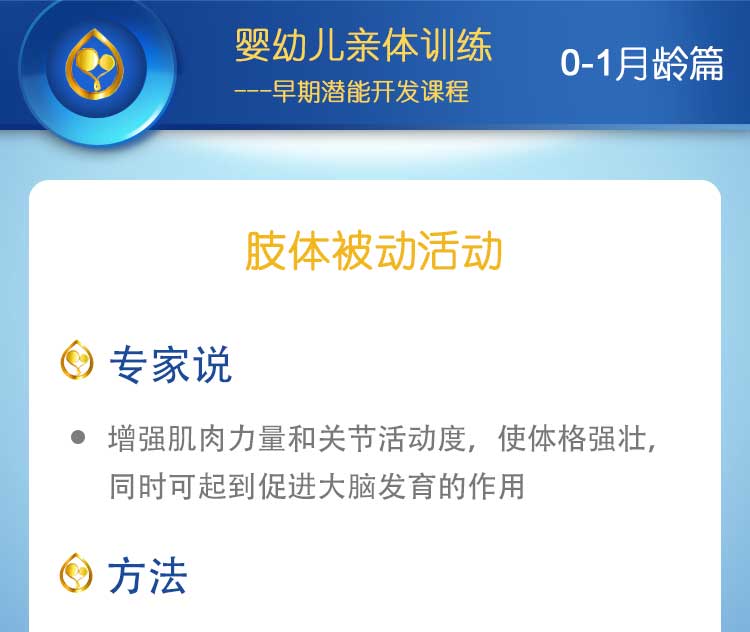 婴幼儿亲体训练
---早期潜能开发课程
0-1月龄篇
肢体被动活动
专家说
● 增强肌肉力量和关节活动度，使体格强壮，
同时可起到促进大脑发育的作用
方法